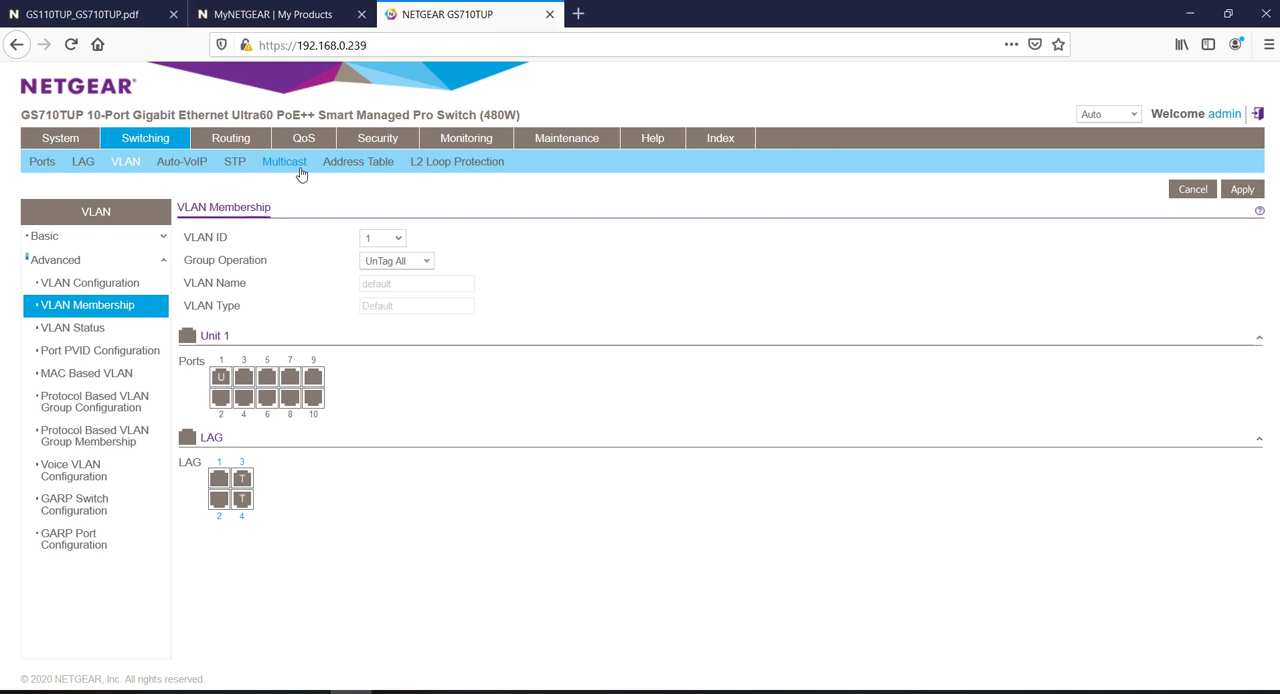 GS110TUP_GS710TUP.pdf
MyNETGEAR | My Products
NETGEAR GS710TUP
https://192.168.0.239
NETGEAR®
GS710TUP 10-Port Gigabit Ethernet Ultra60 PoE++ Smart Managed Pro Switch (480W)
Auto
Welcome admin
System Switching Routing QoS Security Monitoring Maintenance Help Index
Ports LAG VLAN Auto-VoIP STP Multicast Address Table L2 Loop Protection
Cancel Apply
VLAN
Basic
Advanced
VLAN Configuration
VLAN Membership
VLAN Status
Port PVID Configuration
MAC Based VLAN
Protocol Based VLAN
Group Configuration
Protocol Based VLAN
Group Membership
Voice VLAN
Configuration
GARP Switch
Configuration
GARP Port
Configuration
VLAN Membership
VLAN ID 1
Group Operation UnTag All
VLAN Name default
VLAN Type Default
Unit 1
Ports 1 3 5 7 9
U
2 4 6 8 10
LAG
LAG 1 3
T
T
2 4
© 2020 NETGEAR, Inc. All rights reserved.